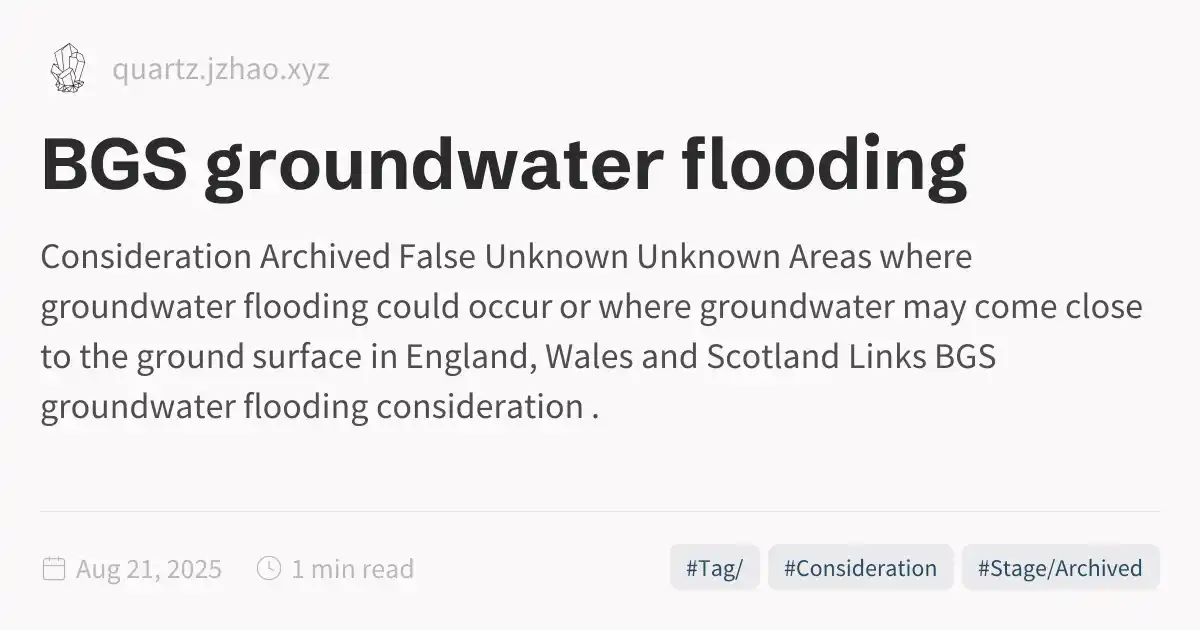 quartz.jzhao.xyz
BGS groundwater flooding
Consideration Archived False Unknown Unknown Areas where
groundwater flooding could occur or where groundwater may come close
to the ground surface in England, Wales and Scotland Links BGS
groundwater flooding consideration .
Aug 21, 2025 1 min read #Tag/ #Consideration #Stage/Archived